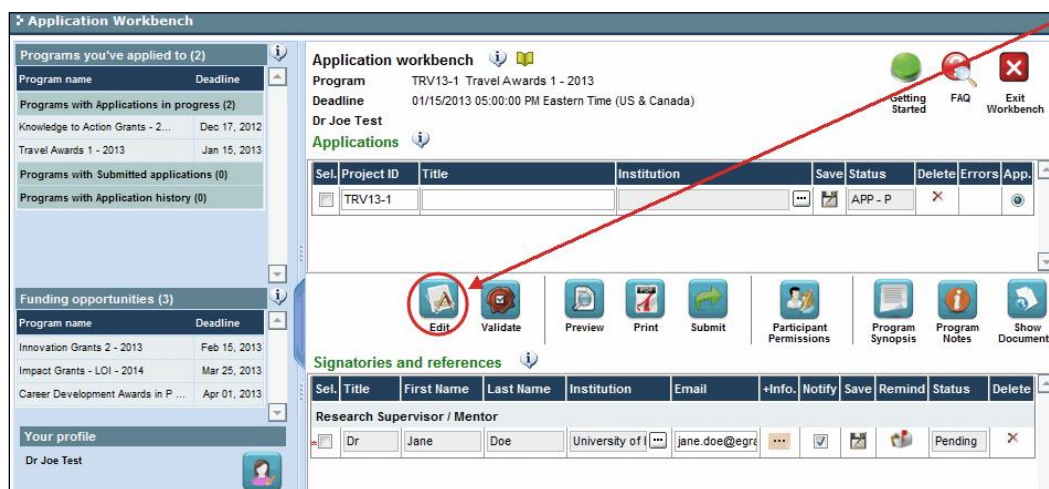 Application Workbench
Programs you've applied to (2)
Program name Deadline
Programs with Applications in progress (2)
Knowledge to Action Grants - 2... Dec 17, 2012
Travel Awards 1 - 2013 Jan 15, 2013
Programs with Submitted applications (0)
Programs with Application history (0)
Funding opportunities (3)
Program name Deadline
Innovation Grants 2 - 2013 Feb 15, 2013
Impact Grants - LOI - 2014 Mar 25, 2013
Career Development Awards in P ... Apr 01, 2013
Your profile
Dr Joe Test
Application workbench
Program TRV13-1 Travel Awards 1 - 2013
Deadline 01/15/2013 05:00:00 PM Eastern Time (US & Canada)
Dr Joe Test
Getting Started
FAQ
Exit Workbench
Applications
Sel. Project ID Title Institution Save Status Delete Errors App.
TRV13-1 ... APP - P
Edit Validate Preview PDF Print Submit Participant Permissions Program Synopsis Program Notes Show Document
Signatories and references
Sel. Title First Name Last Name Institution Email +Info. Notify Save Remind Status Delete
Research Supervisor / Mentor
Dr Jane Doe University of I ... jane.doe@egra ... Pending